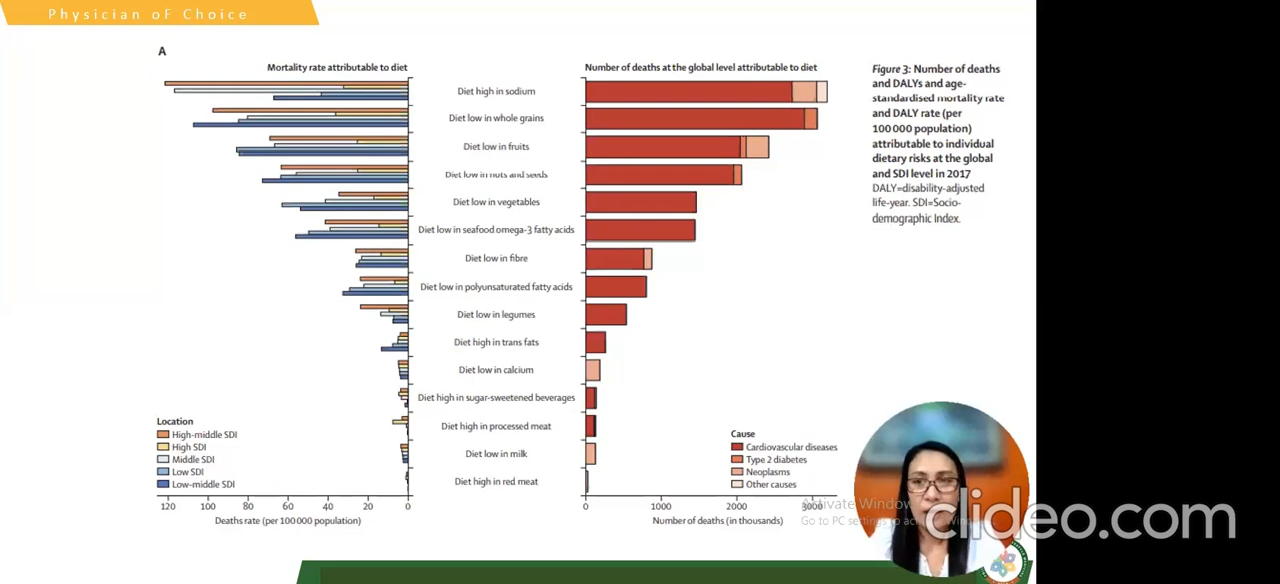 Physician oF Choice
A
Mortality rate attributable to diet
Number of deaths at the global level attributable to diet
Diet high in sodium
Diet low in whole grains
Diet low in fruits
Diet low in nuts and seeds
Diet low in vegetables
Diet low in seafood omega-3 fatty acids
Diet low in fibre
Diet low in polyunsaturated fatty acids
Diet low in legumes
Diet high in trans fats
Diet low in calcium
Diet high in sugar-sweetened beverages
Diet high in processed meat
Diet low in milk
Diet high in red meat
Location
High-middle SDI
High SDI
Middle SDI
Low SDI
Low-middle SDI
120 100 80 60 40 20 0
Deaths rate (per 100 000 population)
Cause
Cardiovascular diseases
Type 2 diabetes
Neoplasms
Other causes
0 1000 2000 3000
Number of deaths (in thousands)
Figure 3: Number of deaths
and DALYs and age-
standardised mortality rate
and DALY rate (per
100 000 population)
attributable to individual
dietary risks at the global
and SDI level in 2017
DALY=disability-adjusted
life-year. SDI=Socio-
demographic Index.
Activate Window
Go to PC settings to
clideo.com